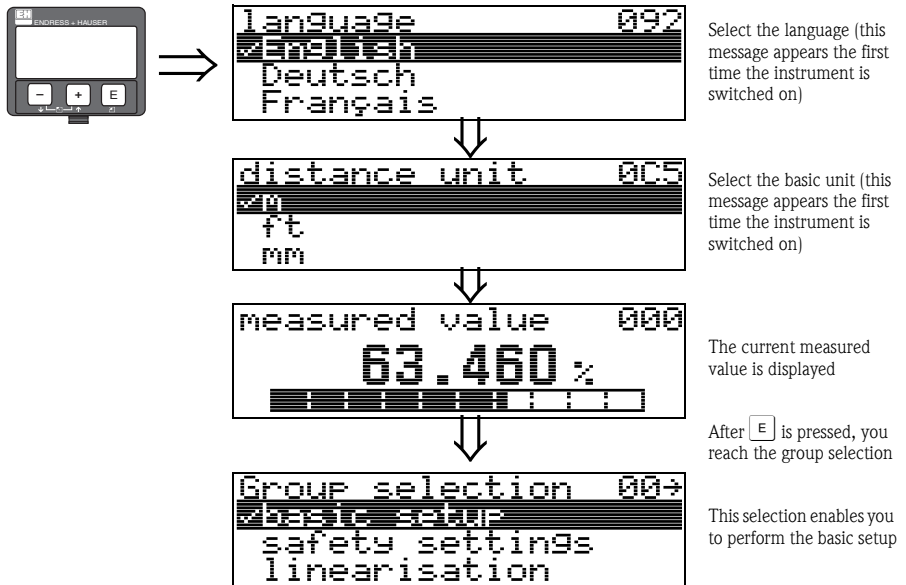 EH
ENDRESS + HAUSER
− + E
language 092
✓English
Deutsch
Français
Select the language (this
message appears the first
time the instrument is
switched on)
distance unit 0C5
✓m
ft
mm
Select the basic unit (this
message appears the first
time the instrument is
switched on)
measured value 000
63.460 %
The current measured
value is displayed
After E is pressed, you
reach the group selection
Group selection 00→
✓basic setup
safety settings
linearisation
This selection enables you
to perform the basic setup